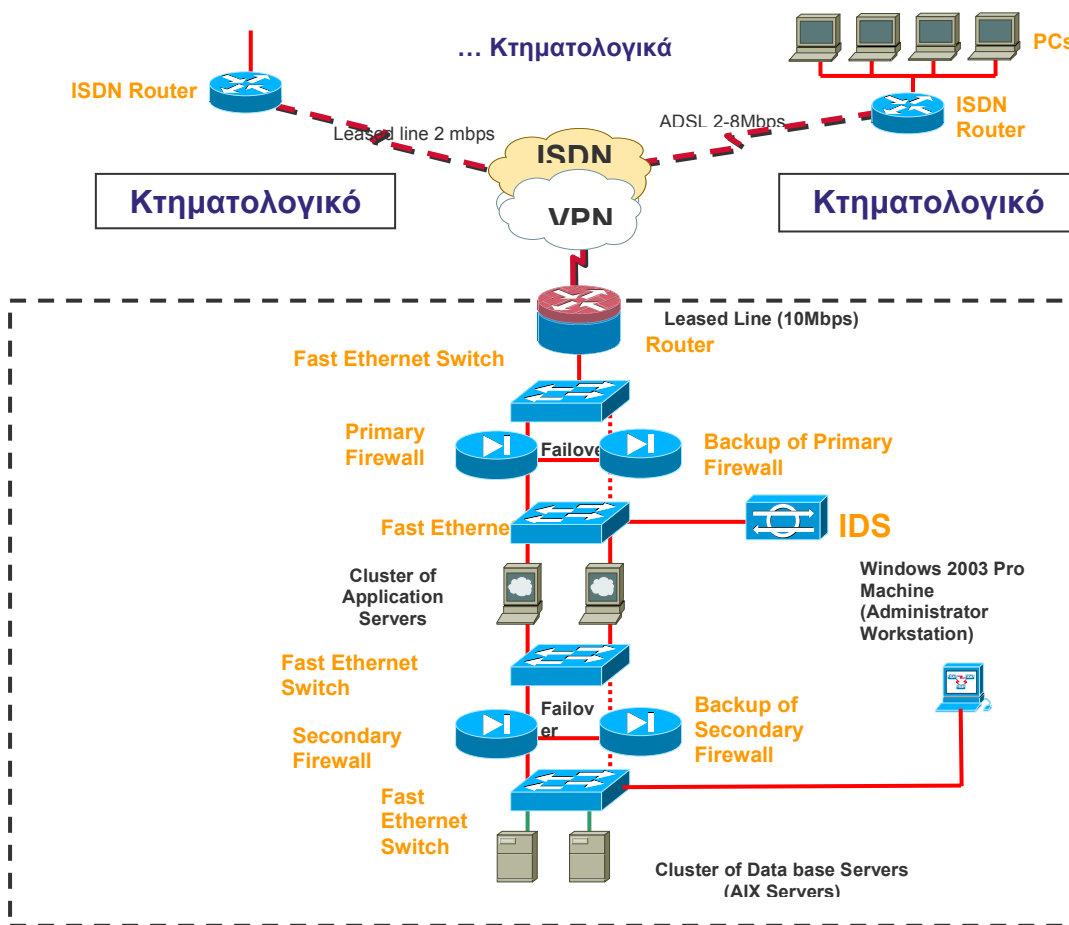 ... Κτηματολογικά
PCs
ISDN Router
ISDN
Router
Leased line 2 mbps
ADSL 2-8Mbps
ISDN
VPN
Κτηματολογικό
Κτηματολογικό
Leased Line (10Mbps)
Router
Fast Ethernet Switch
Primary
Firewall
Failove
Backup of Primary
Firewall
Fast Etherne
IDS
Cluster of
Application
Servers
Windows 2003 Pro
Machine
(Administrator
Workstation)
Fast Ethernet
Switch
Secondary
Firewall
Failov
er
Backup of
Secondary
Firewall
Fast
Ethernet
Switch
Cluster of Data base Servers
(AIX Servers)